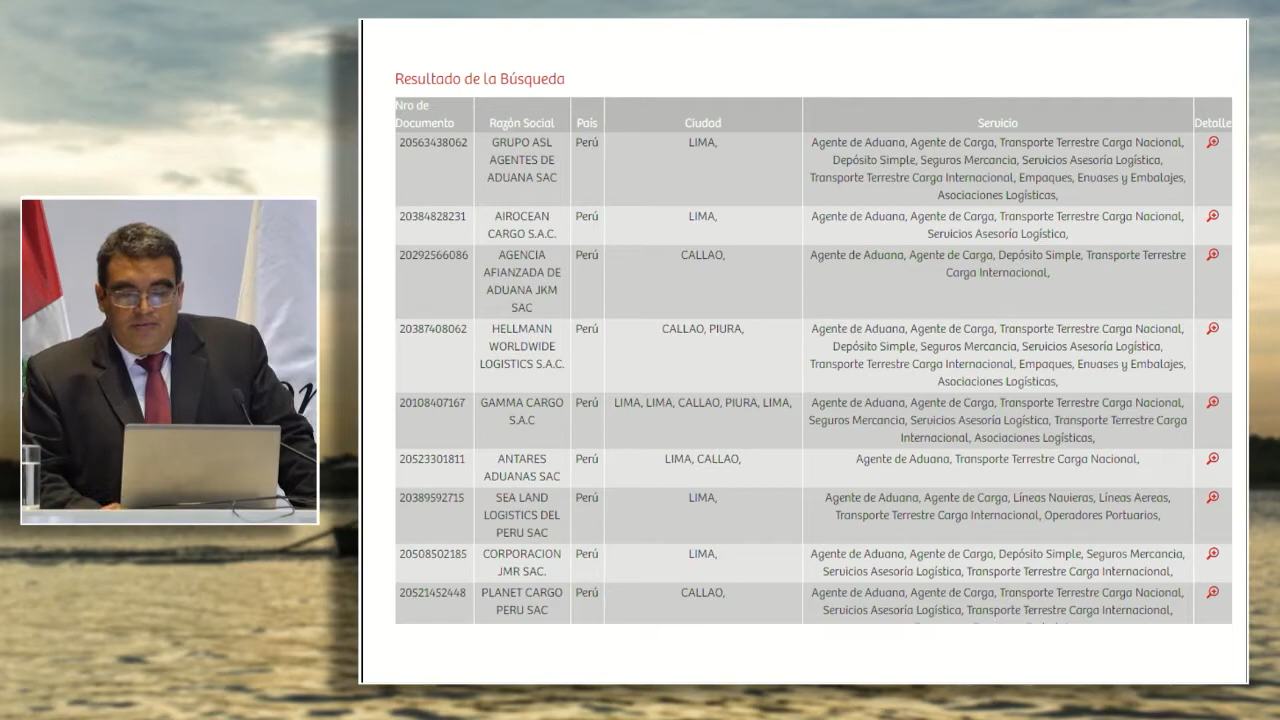 Resultado de la Búsqueda
Nro de
Documento
Razón Social
País
Ciudad
Servicio
Detalle
20563438062
GRUPO ASL
AGENTES DE
ADUANA SAC
Perú
LIMA,
Agente de Aduana, Agente de Carga, Transporte Terrestre Carga Nacional,
Depósito Simple, Seguros Mercancia, Servicios Asesoría Logística,
Transporte Terrestre Carga Internacional, Empaques, Envases y Embalajes,
Asociaciones Logísticas,
20384828231
AIROCEAN
CARGO S.A.C.
Perú
LIMA,
Agente de Aduana, Agente de Carga, Transporte Terrestre Carga Nacional,
Servicios Asesoría Logística,
20292566086
AGENCIA
AFIANZADA DE
ADUANA JKM
SAC
Perú
CALLAO,
Agente de Aduana, Agente de Carga, Depósito Simple, Transporte Terrestre
Carga Internacional,
20387408062
HELLMANN
WORLDWIDE
LOGISTICS S.A.C.
Perú
CALLAO, PIURA,
Agente de Aduana, Agente de Carga, Transporte Terrestre Carga Nacional,
Depósito Simple, Seguros Mercancia, Servicios Asesoría Logística,
Transporte Terrestre Carga Internacional, Empaques, Envases y Embalajes,
Asociaciones Logísticas,
20108407167
GAMMA CARGO
S.A.C
Perú
LIMA, LIMA, CALLAO, PIURA, LIMA,
Agente de Aduana, Agente de Carga, Transporte Terrestre Carga Nacional,
Seguros Mercancia, Servicios Asesoría Logística, Transporte Terrestre Carga
Internacional, Asociaciones Logísticas,
20523301811
ANTARES
ADUANAS SAC
Perú
LIMA, CALLAO,
Agente de Aduana, Transporte Terrestre Carga Nacional,
20389592715
SEA LAND
LOGISTICS DEL
PERU SAC
Perú
LIMA,
Agente de Aduana, Agente de Carga, Líneas Navieras, Líneas Aereas,
Transporte Terrestre Carga Internacional, Operadores Portuarios,
20508502185
CORPORACION
JMR SAC.
Perú
LIMA,
Agente de Aduana, Agente de Carga, Depósito Simple, Seguros Mercancia,
Servicios Asesoría Logística, Transporte Terrestre Carga Internacional,
20521452448
PLANET CARGO
PERU SAC
Perú
CALLAO,
Agente de Aduana, Agente de Carga, Transporte Terrestre Carga Nacional,
Servicios Asesoría Logística, Transporte Terrestre Carga Internacional,